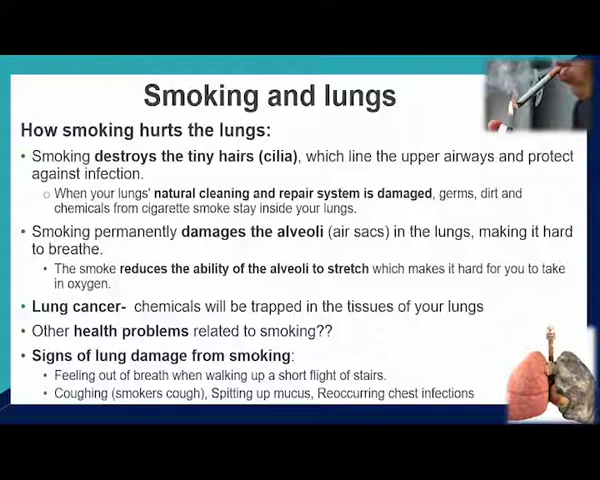 Smoking and lungs
How smoking hurts the lungs:
• Smoking destroys the tiny hairs (cilia), which line the upper airways and protect
against infection.
o When your lungs' natural cleaning and repair system is damaged, germs, dirt and
chemicals from cigarette smoke stay inside your lungs.
• Smoking permanently damages the alveoli (air sacs) in the lungs, making it hard
to breathe.
• The smoke reduces the ability of the alveoli to stretch which makes it hard for you to take
in oxygen.
• Lung cancer- chemicals will be trapped in the tissues of your lungs
• Other health problems related to smoking??
• Signs of lung damage from smoking:
• Feeling out of breath when walking up a short flight of stairs.
• Coughing (smokers cough), Spitting up mucus, Reoccurring chest infections